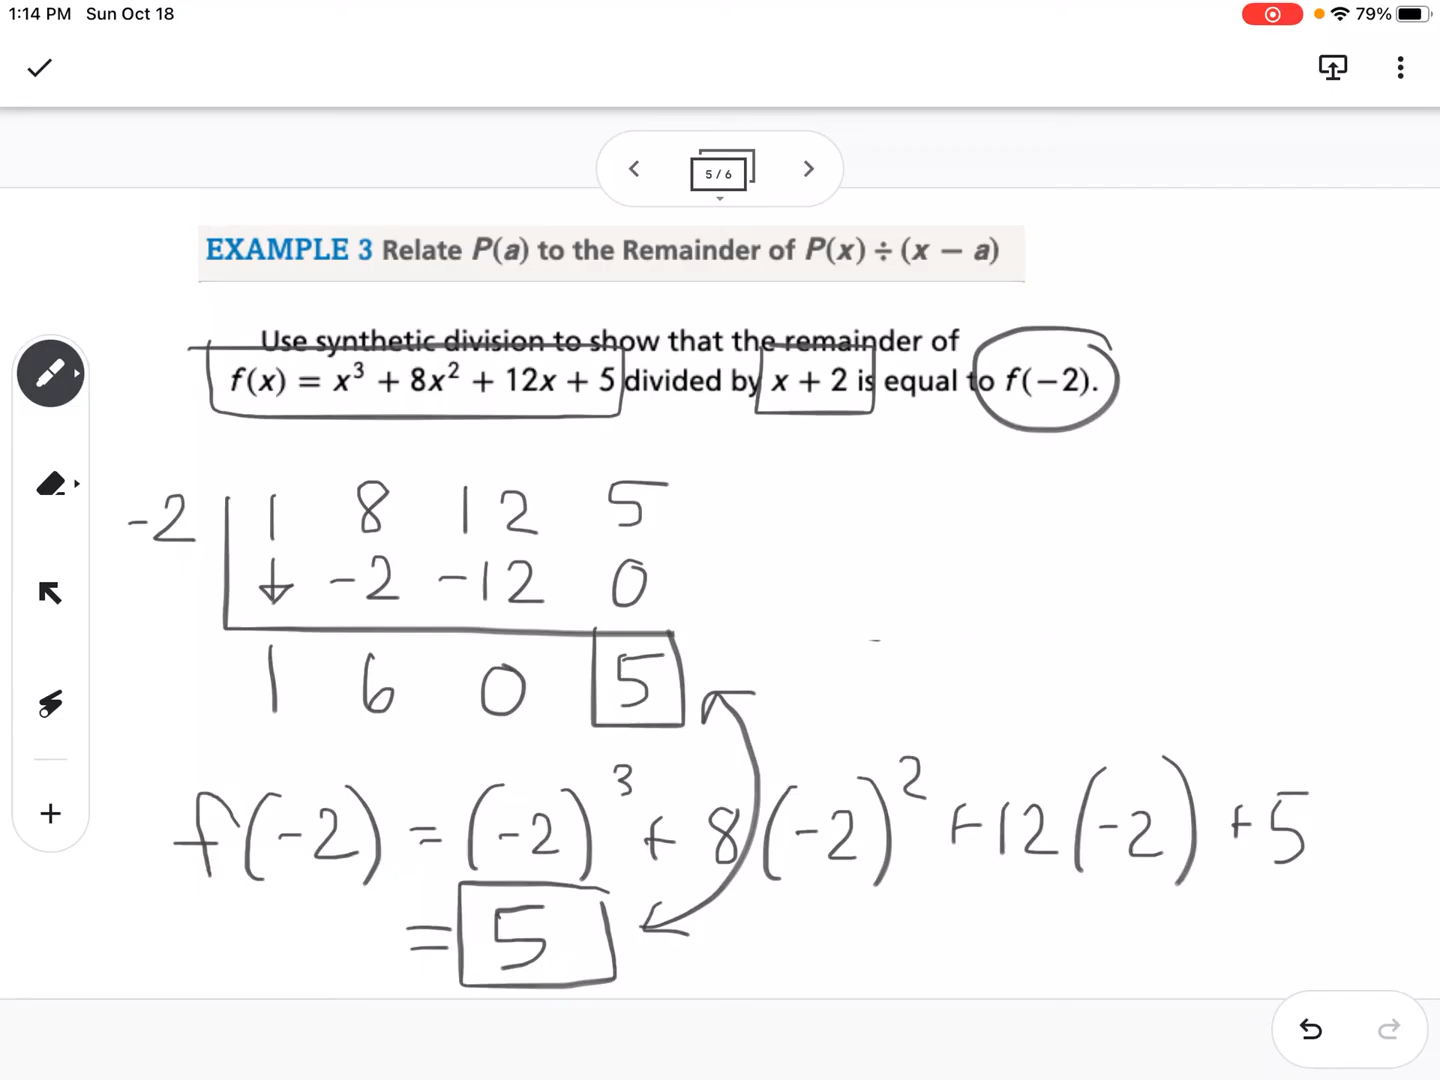 1:14 PM Sun Oct 18 79%
5 / 6
EXAMPLE 3 Relate P(a) to the Remainder of P(x) ÷ (x − a)
Use synthetic division to show that the remainder of
f(x) = x³ + 8x² + 12x + 5 divided by x + 2 is equal to f(−2).
-2 1 8 12 5
↓ -2 -12 0
1 6 0 5
f(-2) = (-2)³ + 8(-2)² + 12(-2) + 5
= 5